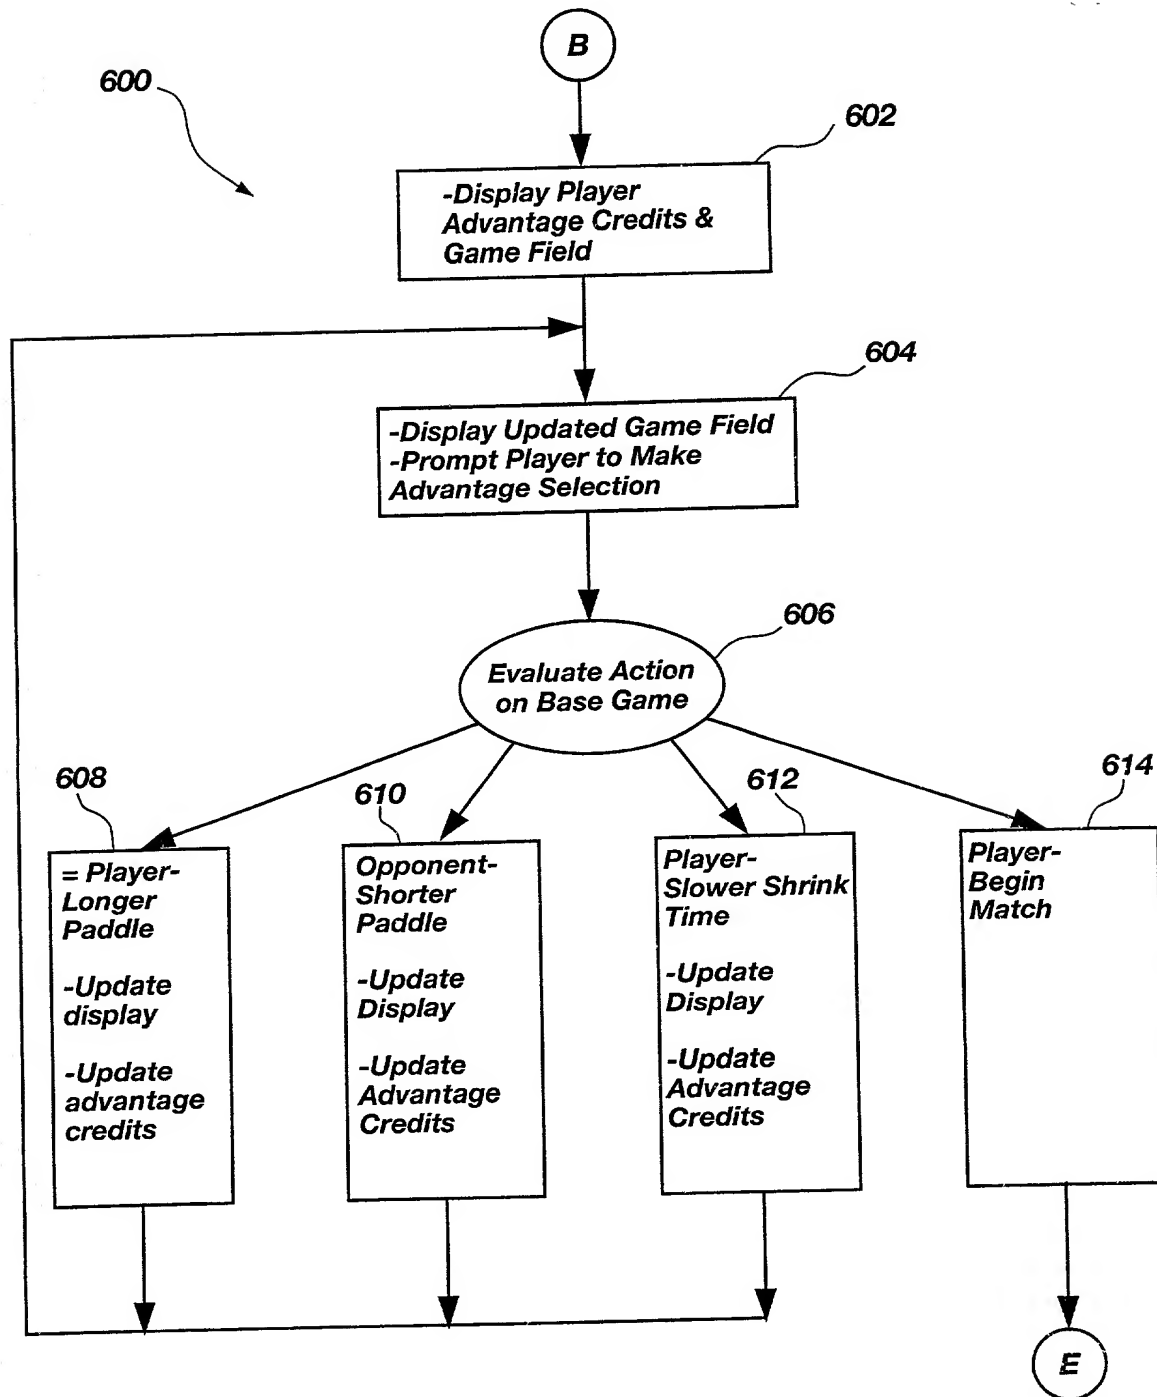 B
600
602
-Display Player
Advantage Credits &
Game Field
604
-Display Updated Game Field
-Prompt Player to Make
Advantage Selection
606
Evaluate Action
on Base Game
608
= Player-
Longer
Paddle
-Update
display
-Update
advantage
credits
610
Opponent-
Shorter
Paddle
-Update
Display
-Update
Advantage
Credits
612
Player-
Slower Shrink
Time
-Update
Display
-Update
Advantage
Credits
614
Player-
Begin
Match
E